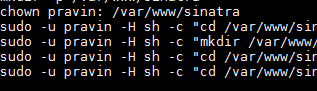 chown pravin: /var/www/sinatra
sudo -u pravin -H sh -c "cd /var/www/sin
sudo -u pravin -H sh -c "mkdir /var/www/
sudo -u pravin -H sh -c "cd /var/www/sin
sudo -u pravin -H sh -c "cd /var/www/sin